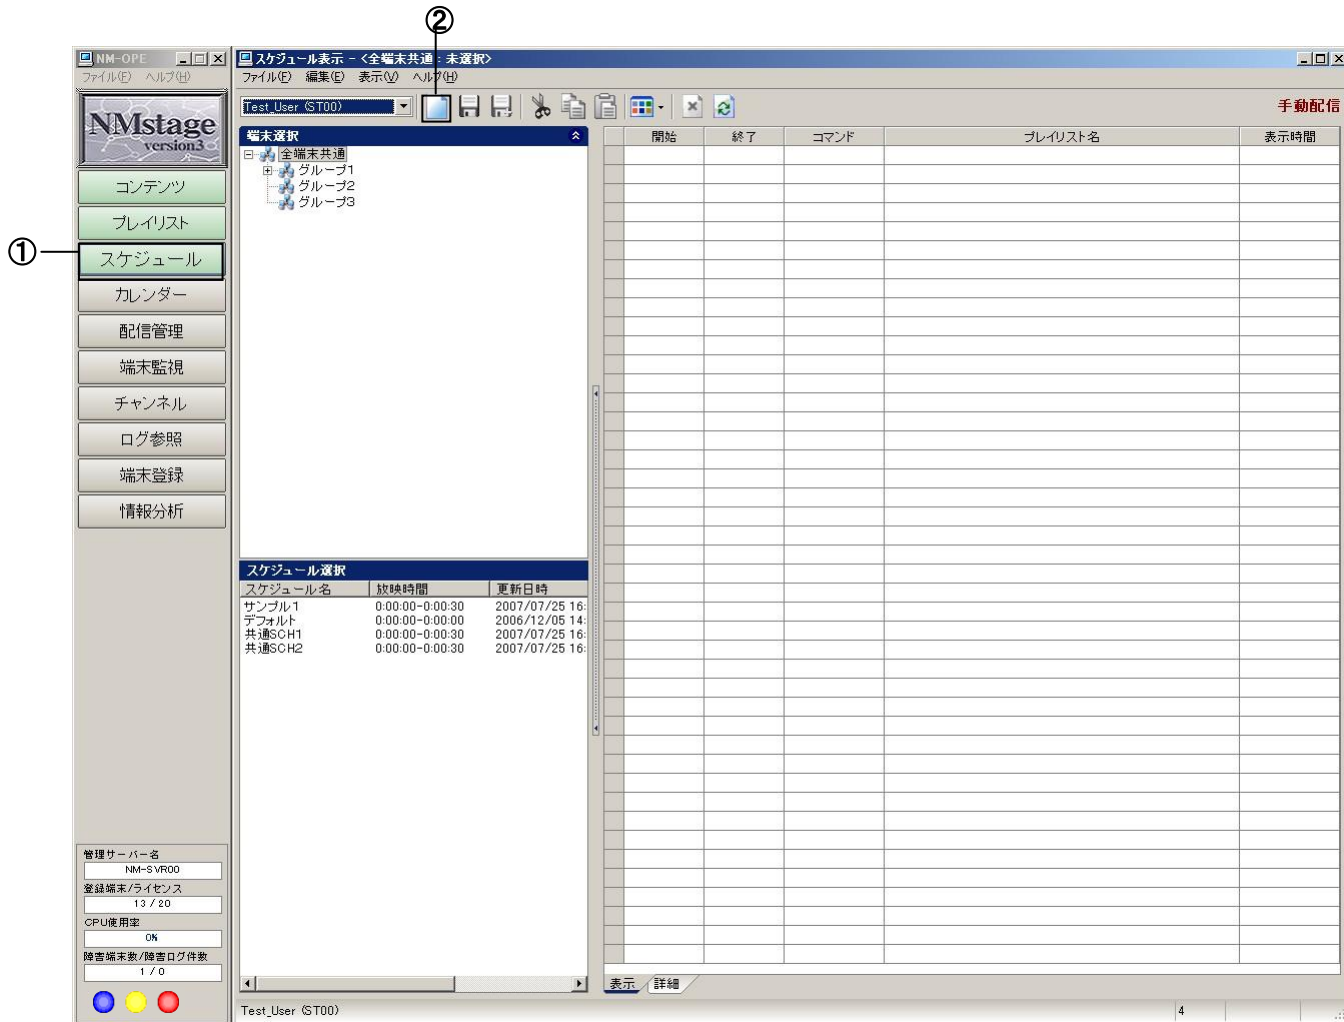 ②
①
NM-OPE
ファイル(F) ヘルプ(H)
NMstage
version3
コンテンツ
プレイリスト
スケジュール
カレンダー
配信管理
端末監視
チャンネル
ログ参照
端末登録
情報分析
管理サーバー名
NM-SVR00
登録端末/ライセンス
13 / 20
CPU使用率
0%
障害端末数/障害ログ件数
1 / 0
スケジュール表示 - <全端末共通 : 未選択>
ファイル(F) 編集(E) 表示(V) ヘルプ(H)
Test_User (ST00)
手動配信
端末選択
全端末共通
グループ1
グループ2
グループ3
スケジュール選択
スケジュール名 放映時間 更新日時
サンプル1 0:00:00-0:00:30 2007/07/25 16:
デフォルト 0:00:00-0:00:00 2006/12/05 14:
共通SCH1 0:00:00-0:00:30 2007/07/25 16:
共通SCH2 0:00:00-0:00:30 2007/07/25 16:
開始 終了 コマンド プレイリスト名 表示時間
表示 詳細
Test_User (ST00) 4